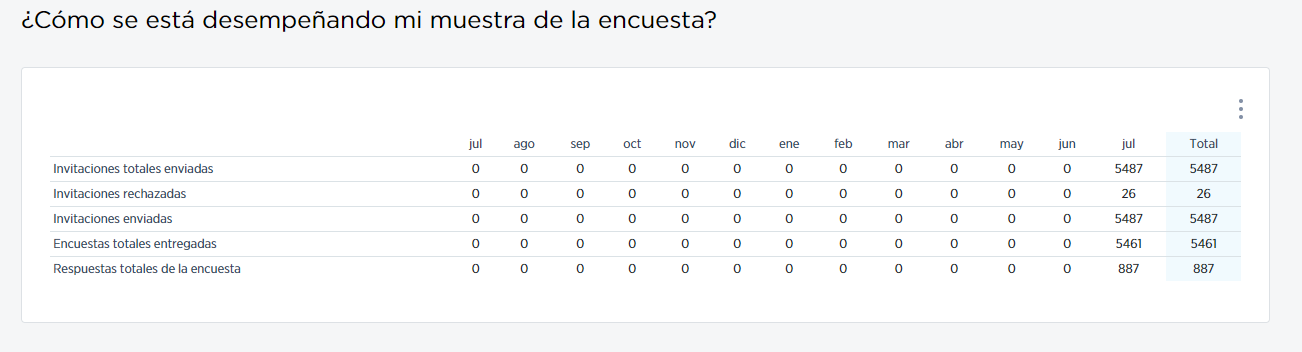 ¿Cómo se está desempeñando mi muestra de la encuesta?
jul ago sep oct nov dic ene feb mar abr may jun jul Total
Invitaciones totales enviadas 0 0 0 0 0 0 0 0 0 0 0 0 5487 5487
Invitaciones rechazadas 0 0 0 0 0 0 0 0 0 0 0 0 26 26
Invitaciones enviadas 0 0 0 0 0 0 0 0 0 0 0 0 5487 5487
Encuestas totales entregadas 0 0 0 0 0 0 0 0 0 0 0 0 5461 5461
Respuestas totales de la encuesta 0 0 0 0 0 0 0 0 0 0 0 0 887 887